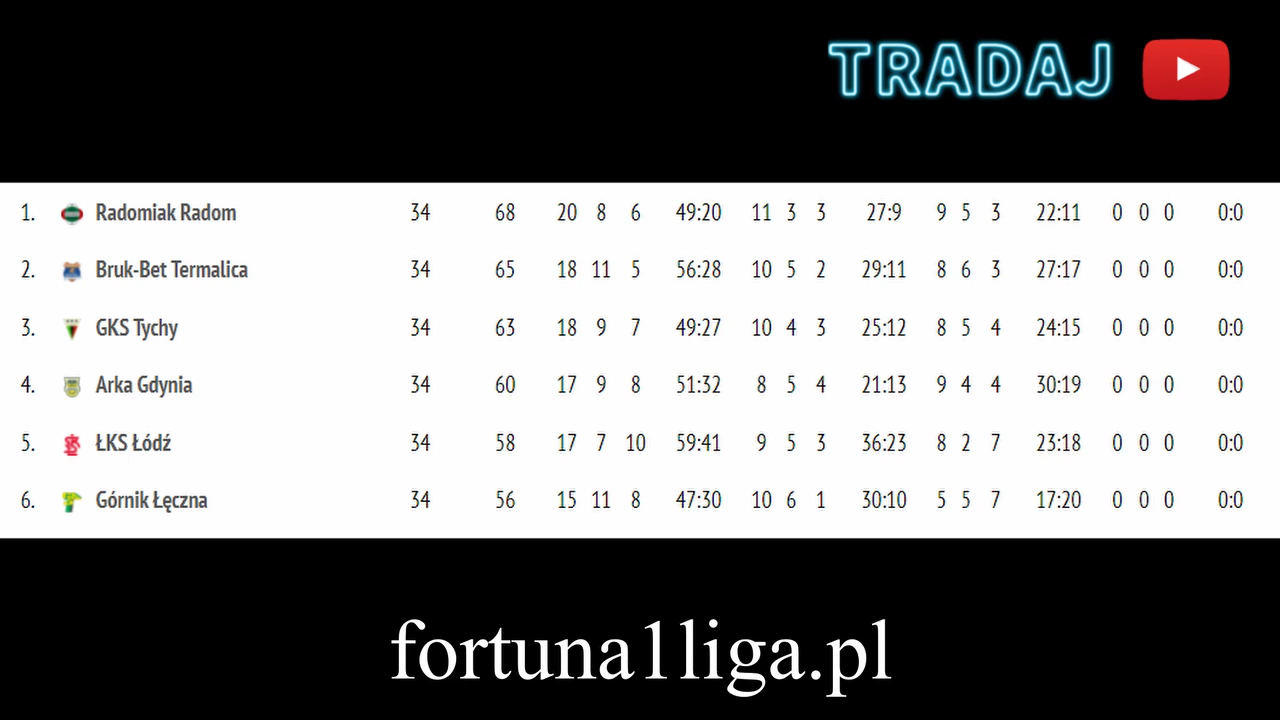 TRADAJ
1. Radomiak Radom 34 68 20 8 6 49:20 11 3 3 27:9 9 5 3 22:11 0 0 0 0:0
2. Bruk-Bet Termalica 34 65 18 11 5 56:28 10 5 2 29:11 8 6 3 27:17 0 0 0 0:0
3. GKS Tychy 34 63 18 9 7 49:27 10 4 3 25:12 8 5 4 24:15 0 0 0 0:0
4. Arka Gdynia 34 60 17 9 8 51:32 8 5 4 21:13 9 4 4 30:19 0 0 0 0:0
5. ŁKS Łódź 34 58 17 7 10 59:41 9 5 3 36:23 8 2 7 23:18 0 0 0 0:0
6. Górnik Łęczna 34 56 15 11 8 47:30 10 6 1 30:10 5 5 7 17:20 0 0 0 0:0
fortuna1liga.pl